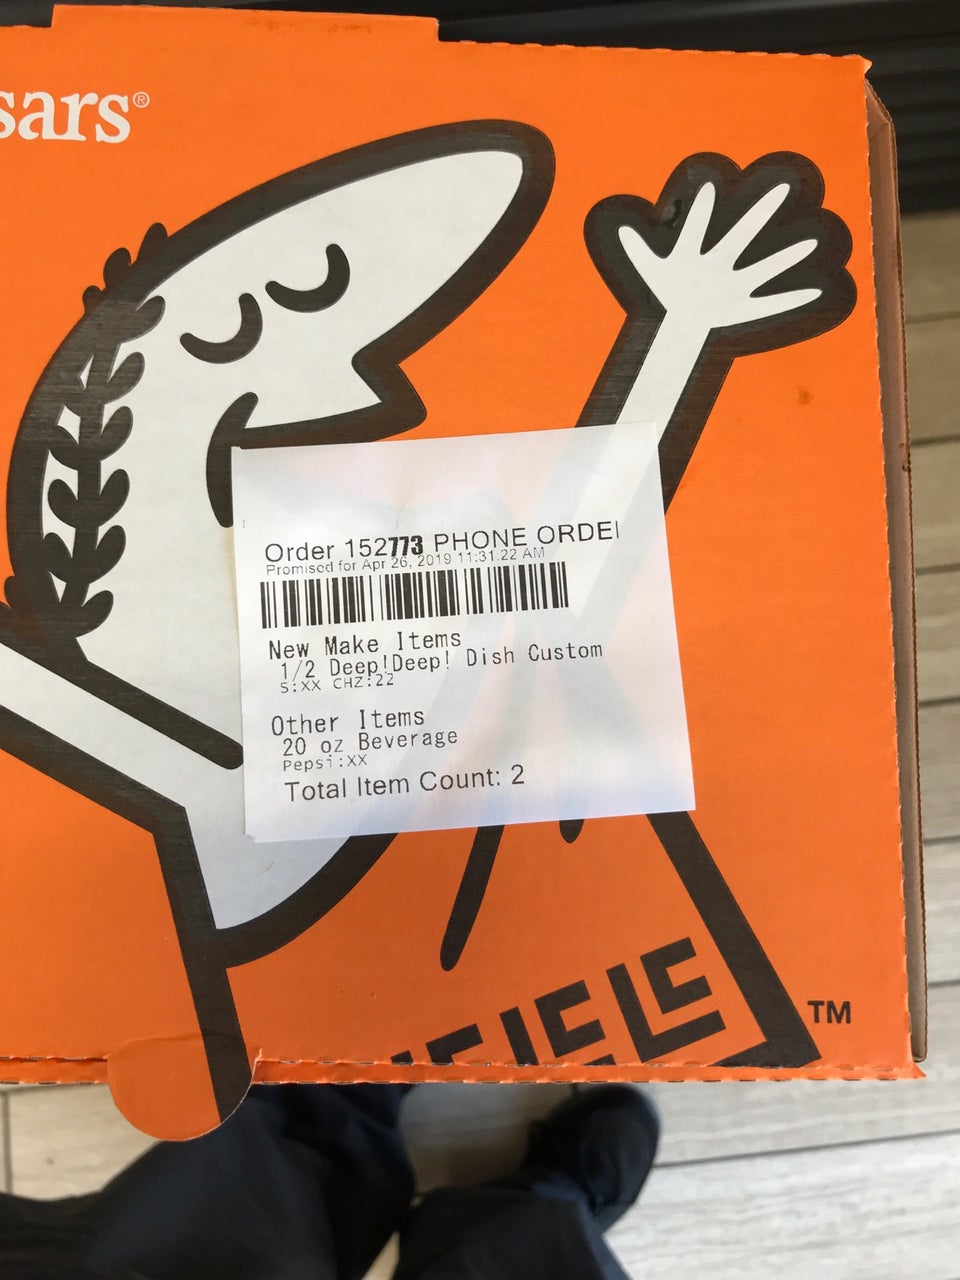 sars®
Order 152773 PHONE ORDE
Promised for Apr 26, 2019 11:31:22 AM
New Make Items
1/2 Deep!Deep! Dish Custom
S:XX CHZ:22
Other Items
20 oz Beverage
Pepsi:XX
Total Item Count: 2
TM